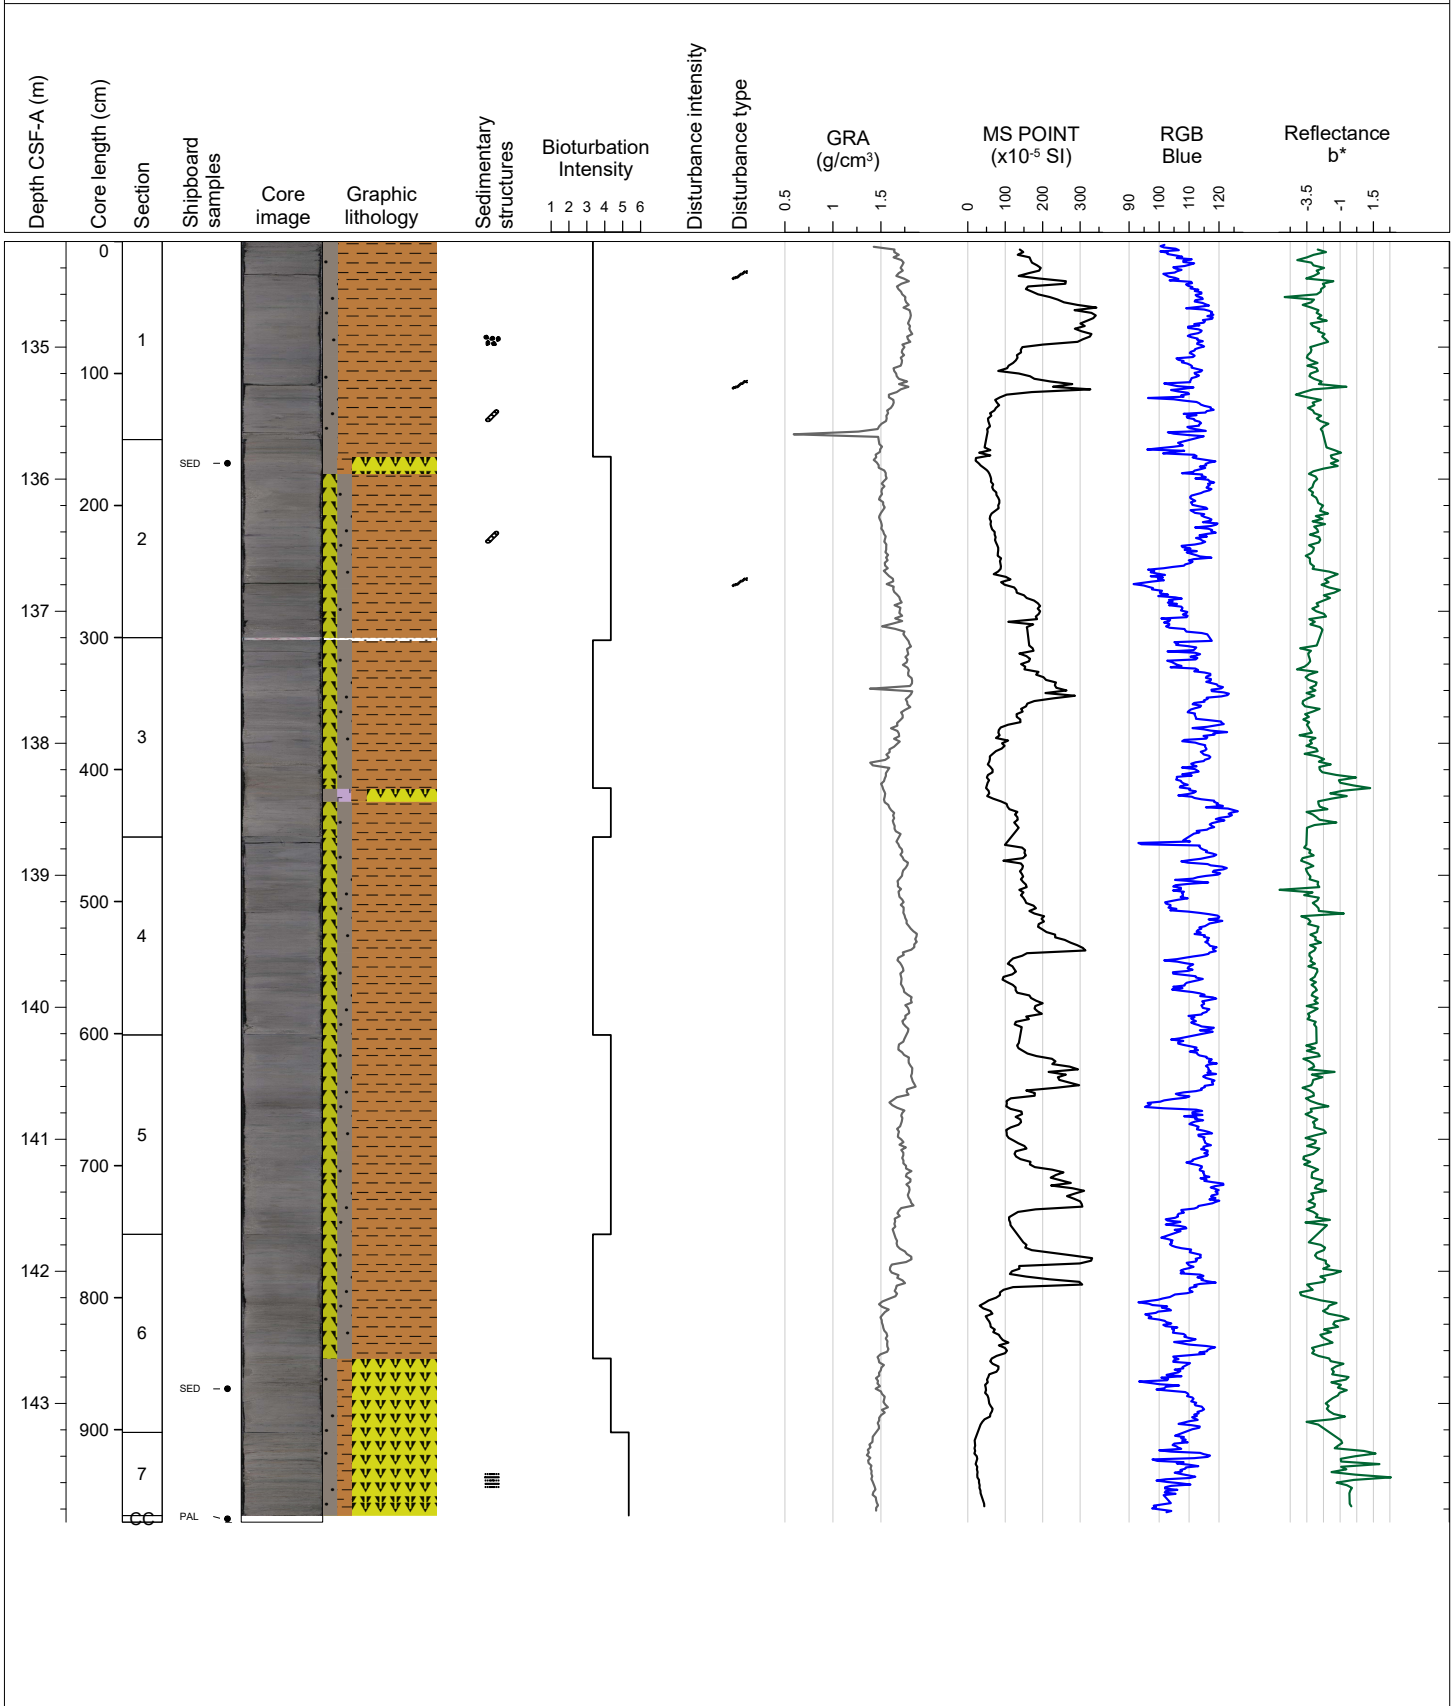 Depth CSF-A (m)
Core length (cm)
Section
Shipboard
samples
Core
image
Graphic
lithology
Sedimentary
structures
Bioturbation
Intensity
1 2 3 4 5 6
Disturbance intensity
Disturbance type
GRA
(g/cm³)
0.5 1 1.5
MS POINT
(x10⁻⁵ SI)
0 100 200 300
RGB
Blue
90 100 110 120
Reflectance
b*
-3.5 -1 1.5
0
1
135
100
SED
136
200
2
137
300
3
138
400
139
500
4
140
600
5
141
700
142
800
6
SED
143
900
7
CC
PAL